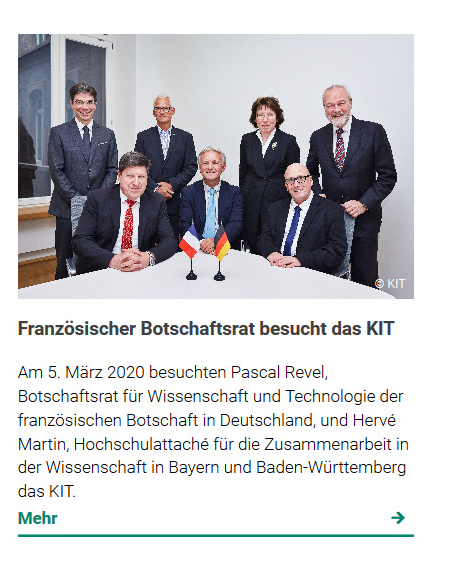 © KIT
Französischer Botschaftsrat besucht das KIT
Am 5. März 2020 besuchten Pascal Revel,
Botschaftsrat für Wissenschaft und Technologie der
französischen Botschaft in Deutschland, und Hervé
Martin, Hochschulattaché für die Zusammenarbeit in
der Wissenschaft in Bayern und Baden-Württemberg
das KIT.
Mehr →